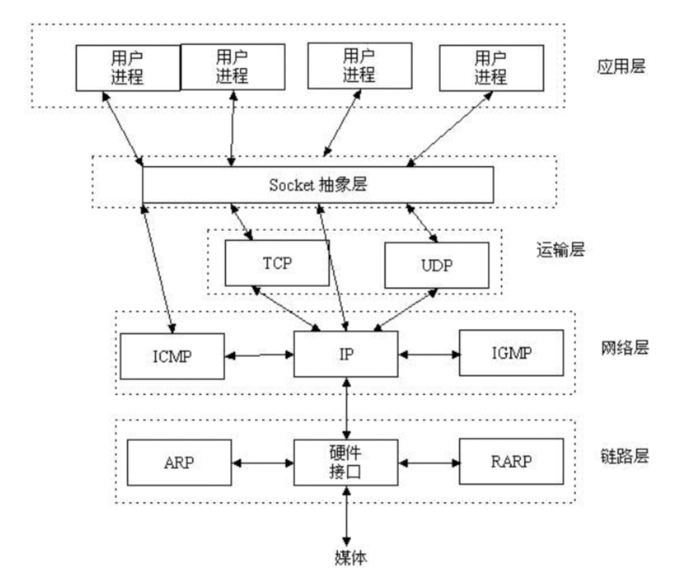 用户
进程
用户
进程
用户
进程
用户
进程
应用层
Socket 抽象层
TCP
UDP
运输层
ICMP
IP
IGMP
网络层
ARP
硬件
接口
RARP
链路层
媒体